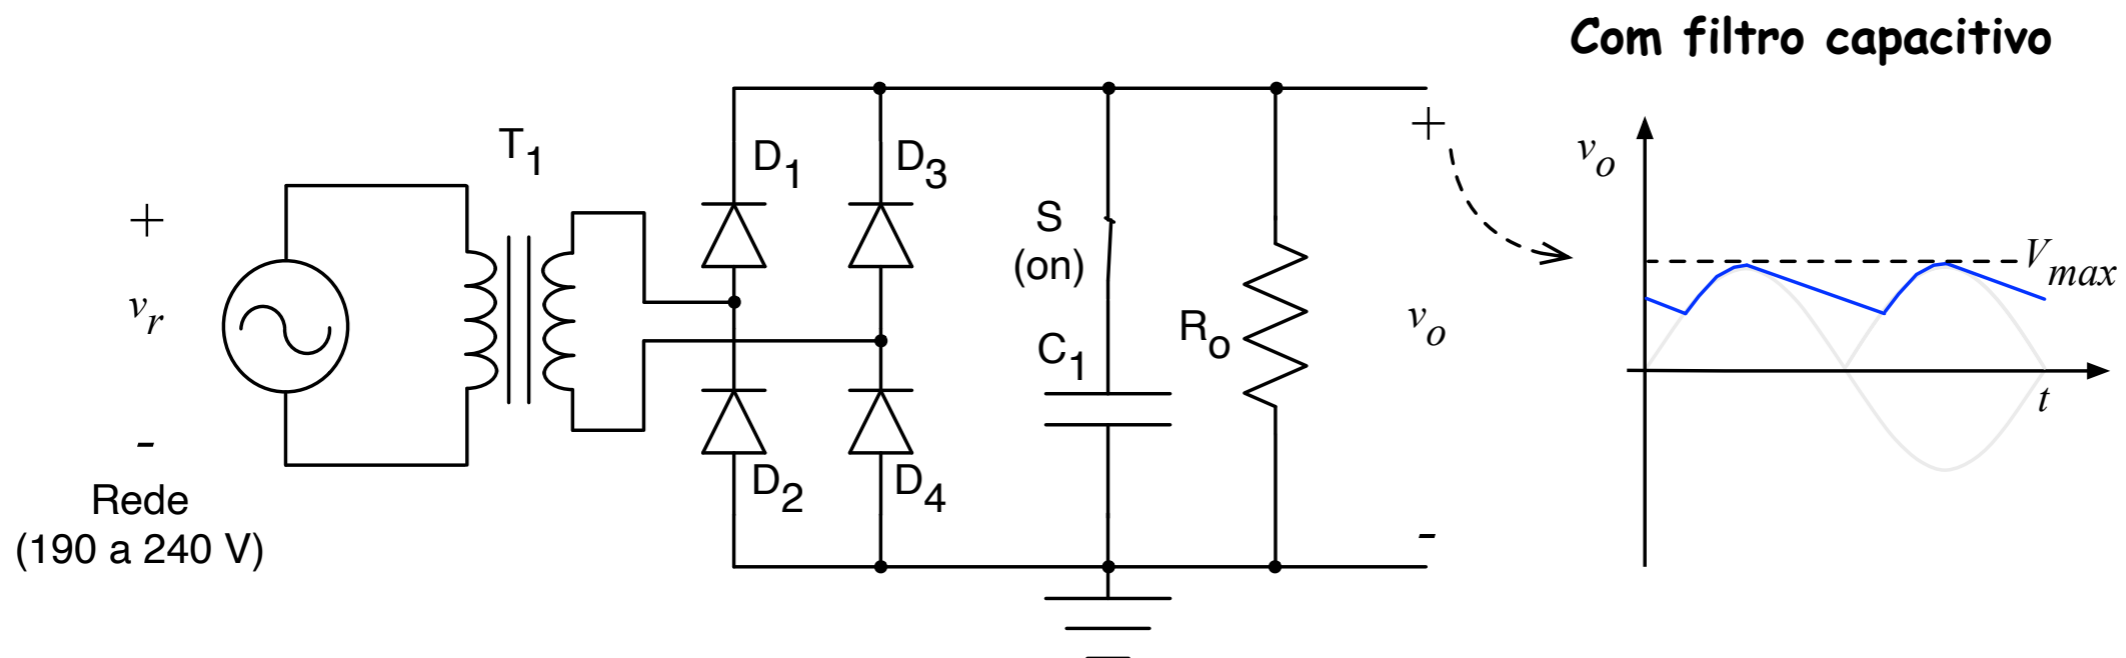 Com filtro capacitivo
T1
D1
D3
+
vo
+
S
(on)
Vmax
vr
C1
Ro
vo
t
-
D2
D4
-
Rede
(190 a 240 V)